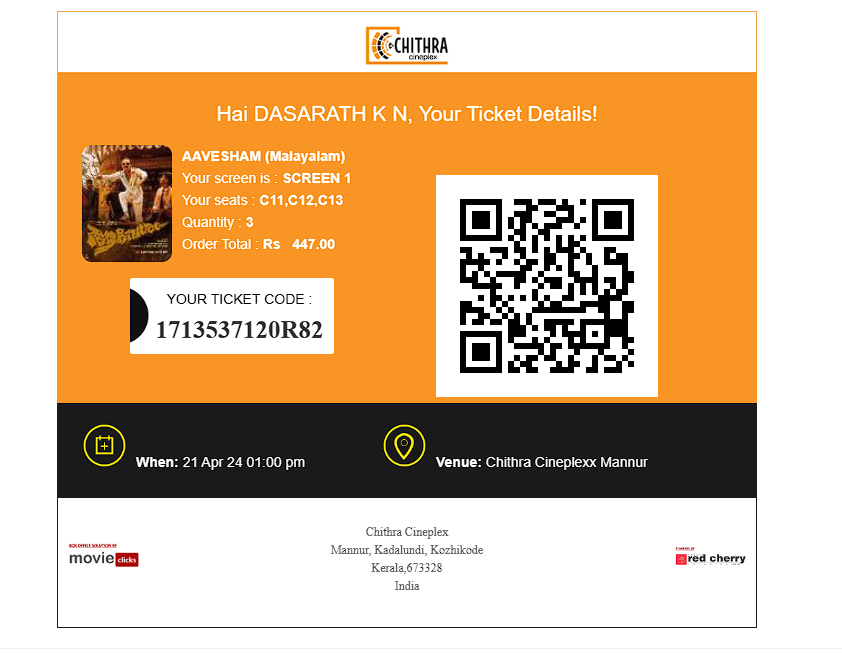 CHITHRA
cineplex
Hai DASARATH K N, Your Ticket Details!
AAVESHAM (Malayalam)
Your screen is : SCREEN 1
Your seats : C11,C12,C13
Quantity : 3
Order Total : Rs 447.00
YOUR TICKET CODE :
1713537120R82
When: 21 Apr 24 01:00 pm
Venue: Chithra Cineplexx Mannur
BOX OFFICE SOLUTION BY
movie clicks
Chithra Cineplex
Mannur, Kadalundi, Kozhikode
Kerala,673328
India
POWERED BY
red cherry